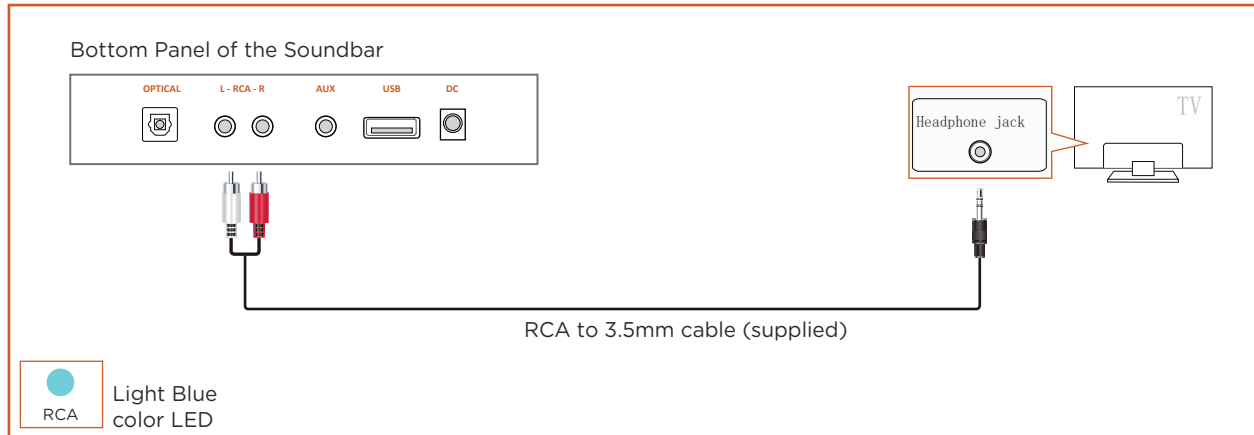 Bottom Panel of the Soundbar
OPTICAL L - RCA - R AUX USB DC
Headphone jack
TV
RCA to 3.5mm cable (supplied)
RCA
Light Blue
color LED